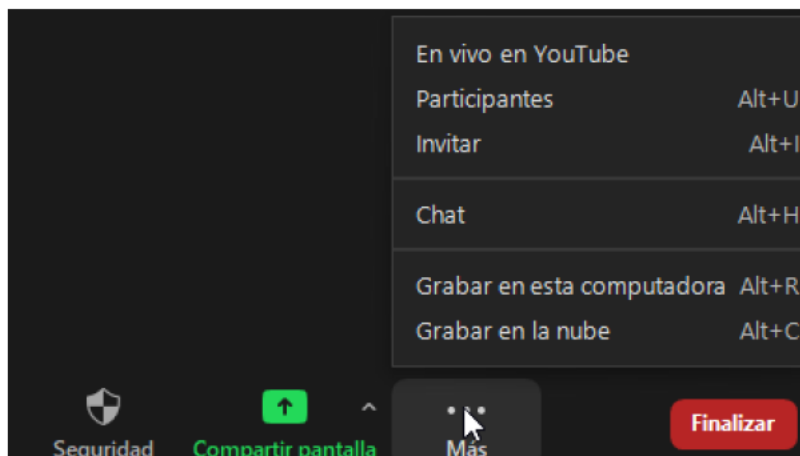 En vivo en YouTube
Participantes Alt+U
Invitar Alt+I
Chat Alt+H
Grabar en esta computadora Alt+R
Grabar en la nube Alt+C
Seguridad Compartir pantalla Más Finalizar